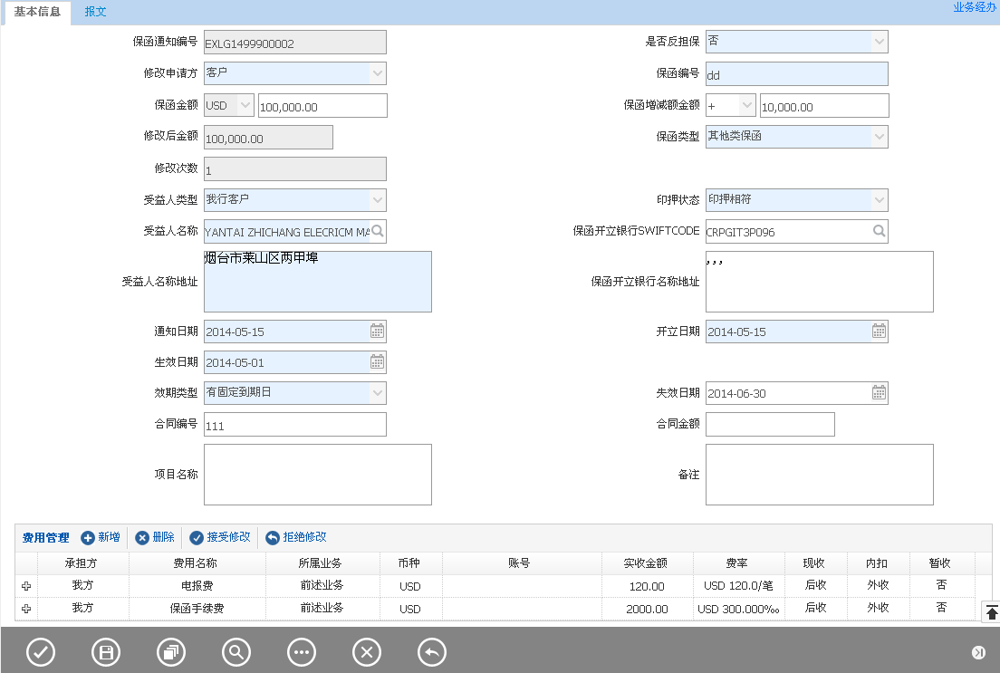 基本信息 报文 业务经办
保函通知编号 EXLG1499900002 是否反担保 否
修改申请方 客户 保函编号 dd
保函金额 USD 100,000.00 保函增减额金额 + 10,000.00
修改后金额 100,000.00 保函类型 其他类保函
修改次数 1
受益人类型 我行客户 印押状态 印押相符
受益人名称 YANTAI ZHICHANG ELECRICM MA 保函开立银行SWIFTCODE CRPGIT3P096
受益人名称地址 烟台市莱山区两甲埠 保函开立银行名称地址 , , ,
通知日期 2014-05-15 开立日期 2014-05-15
生效日期 2014-05-01
效期类型 有固定到期日 失效日期 2014-06-30
合同编号 111 合同金额
项目名称 备注
费用管理 新增 删除 接受修改 拒绝修改
承担方 费用名称 所属业务 币种 账号 实收金额 费率 现收 内扣 暂收
我方 电报费 前述业务 USD 120.00 USD 120.0/笔 后收 外收 否
我方 保函手续费 前述业务 USD 2000.00 USD 300.000‰ 后收 外收 否